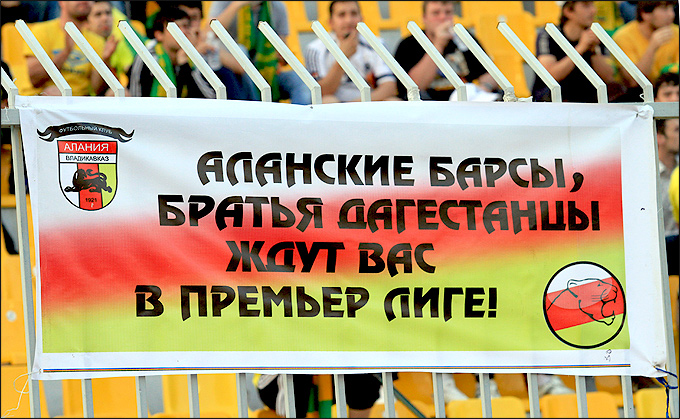 ФУТБОЛЬНЫЙ КЛУБ
АЛАНИЯ
ВЛАДИКАВКАЗ
1921
АЛАНСКИЕ БАРСЫ,
БРАТЬЯ ДАГЕСТАНЦЫ
ЖДУТ ВАС
В ПРЕМЬЕР ЛИГЕ!